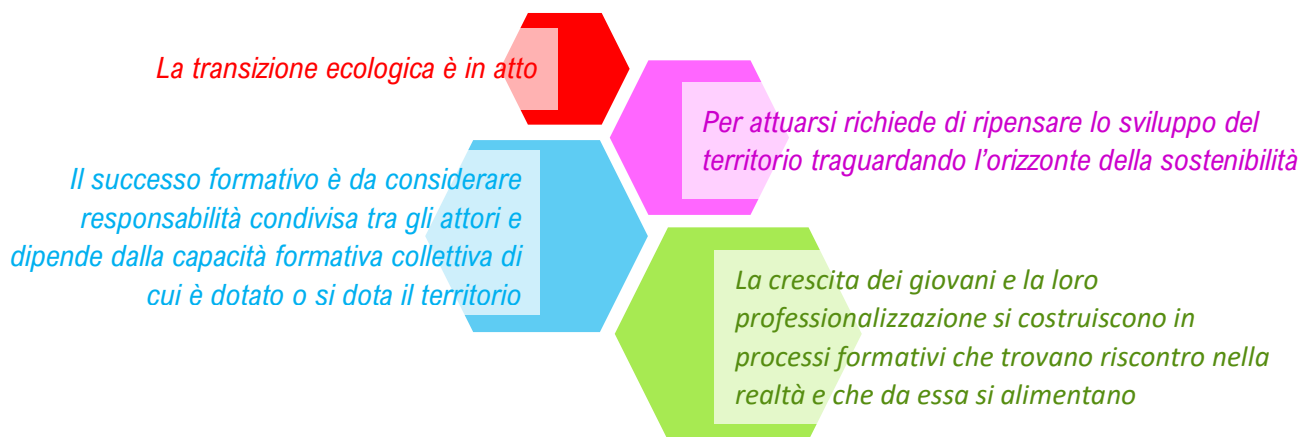 La transizione ecologica è in atto
Per attuarsi richiede di ripensare lo sviluppo del
territorio traguardando l'orizzonte della sostenibilità
Il successo formativo è da considerare
responsabilità condivisa tra gli attori e
dipende dalla capacità formativa collettiva di
cui è dotato o si dota il territorio
La crescita dei giovani e la loro
professionalizzazione si costruiscono in
processi formativi che trovano riscontro nella
realtà e che da essa si alimentano